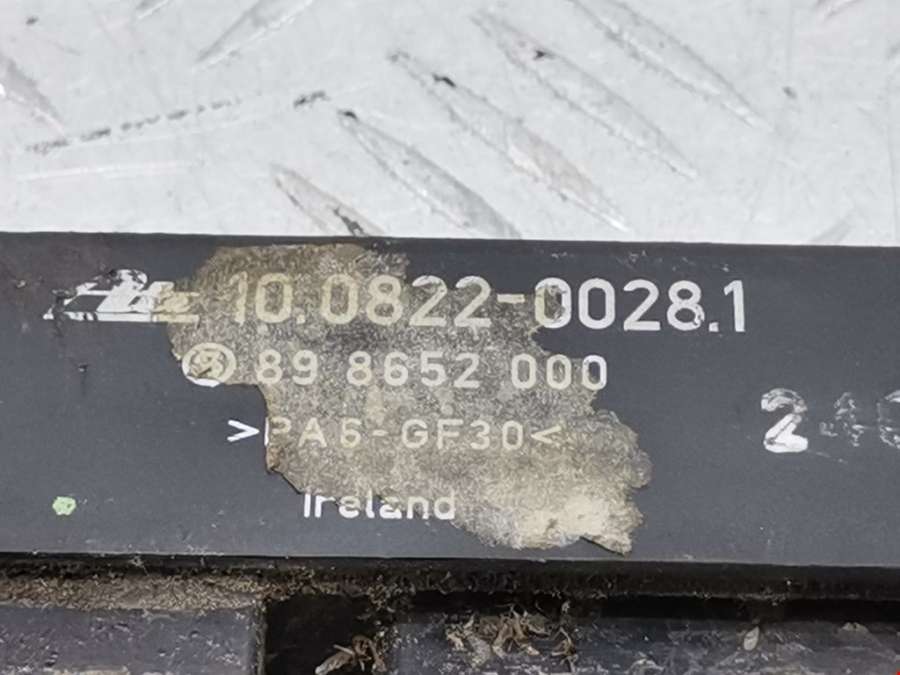 10.0822-0028.1
89 8652 000
>PA6-GF30<
Ireland